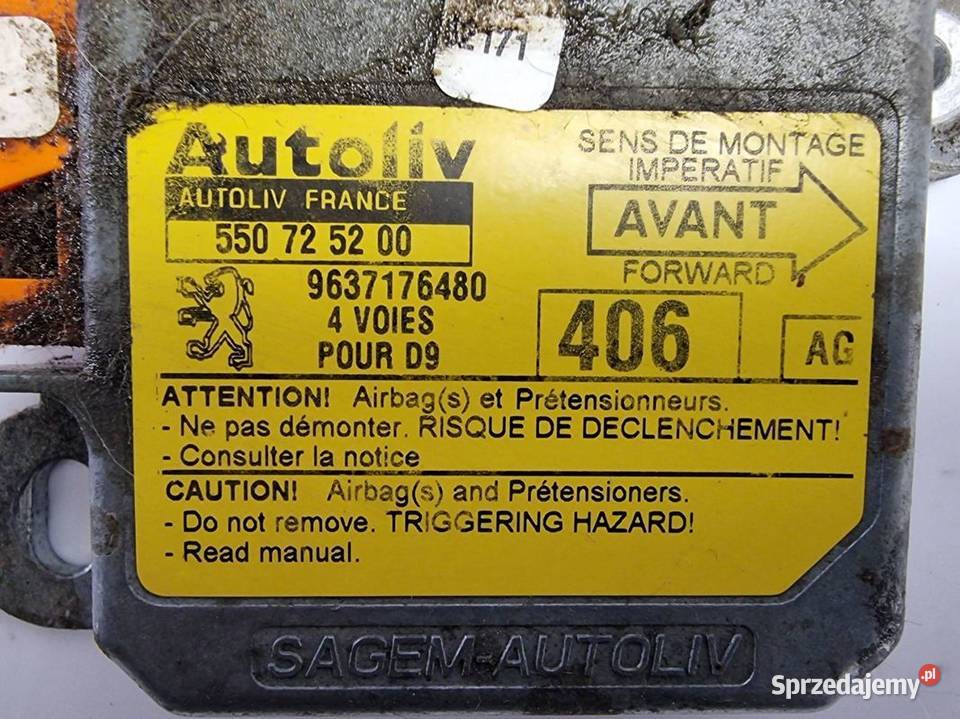 171
Autoliv
AUTOLIV FRANCE
550 72 52 00
9637176480
4 VOIES
POUR D9
SENS DE MONTAGE
IMPERATIF
AVANT
FORWARD
406
AG
ATTENTION! Airbag(s) et Prétensionneurs.
- Ne pas démonter. RISQUE DE DECLENCHEMENT!
- Consulter la notice
CAUTION! Airbag(s) and Prétensioners.
- Do not remove. TRIGGERING HAZARD!
- Read manual.
SAGEM-AUTOLIV
Sprzedajemy.pl